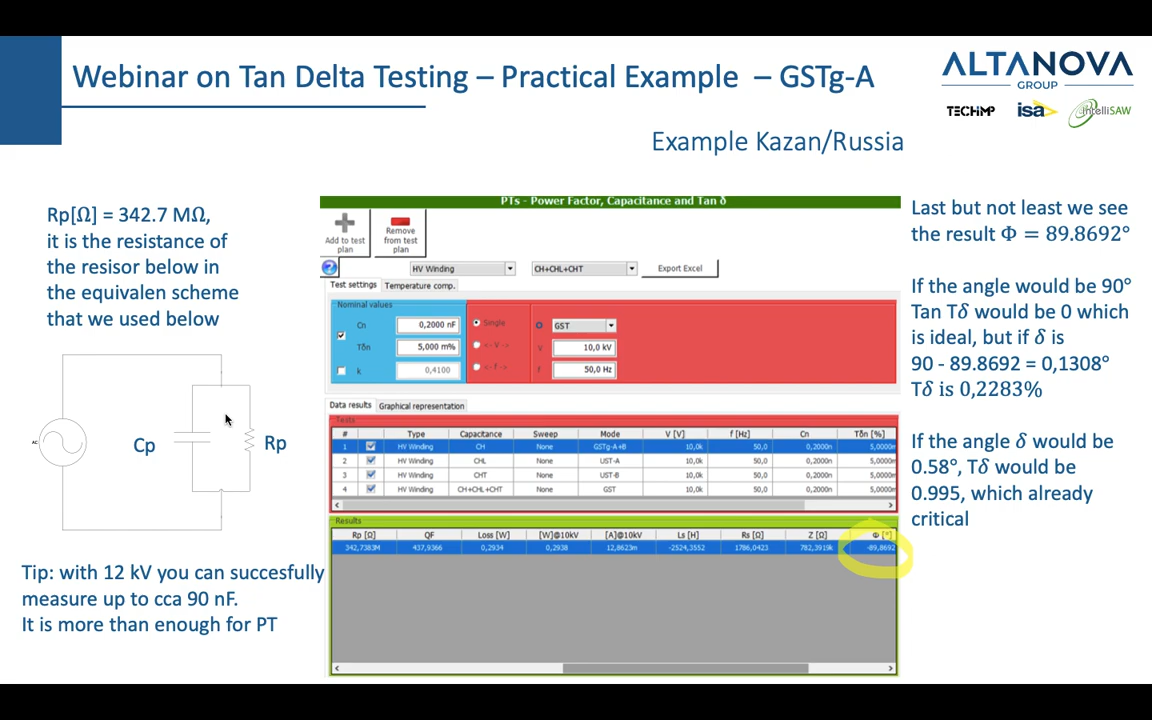 Webinar on Tan Delta Testing – Practical Example – GSTg-A
ALTANOVA
GROUP
TECHIMP isa IntelliSAW
Example Kazan/Russia
Rp[Ω] = 342.7 MΩ,
it is the resistance of
the resisor below in
the equivalen scheme
that we used below
AC
Cp
Rp
Tip: with 12 kV you can succesfully
measure up to cca 90 nF.
It is more than enough for PT
PTs - Power Factor, Capacitance and Tan δ
Add to test
plan
Remove
from test
plan
HV Winding CH+CHL+CHT Export Excel
Test settings Temperature comp.
Nominal values
Cn 0,2000 nF Single GST
Tδn 5,000 m% <- V -> V 10,0 kV
k 0,4100 <- f -> f 50,0 Hz
Data results Graphical representation
Tests
# Type Capacitance Sweep Mode V [V] f [Hz] Cn Tδn [%]
1 HV Winding CH None GSTg-A+B 10,0k 50,0 0,2000n 5,0000m
2 HV Winding CHL None UST-A 10,0k 50,0 0,2000n 5,0000m
3 HV Winding CHT None UST-B 10,0k 50,0 0,2000n 5,0000m
4 HV Winding CH+CHL+CHT None GST 10,0k 50,0 0,2000n 5,0000m
Results
Rp [Ω] QF Loss [W] [W]@10kV [A]@10kV Ls [H] Rs [Ω] Z [Ω] Φ [°]
342,7383M 437,9366 0,2934 0,2938 12,8623m -2524,3552 1786,0423 782,3919k -89,8692
Last but not least we see
the result Φ = 89.8692°
If the angle would be 90°
Tan Tδ would be 0 which
is ideal, but if δ is
90 - 89.8692 = 0,1308°
Tδ is 0,2283%
If the angle δ would be
0.58°, Tδ would be
0.995, which already
critical